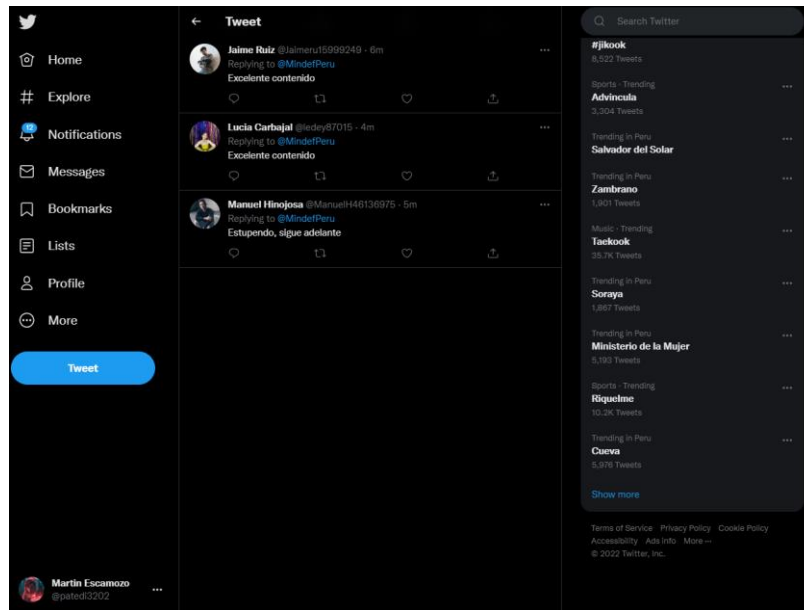 Home
Explore
12
Notifications
Messages
Bookmarks
Lists
Profile
More
Tweet
Martin Escamozo
@patedl3202
Tweet
Jaime Ruiz @Jaimeru15999249 · 6m
Replying to @MindefPeru
Excelente contenido
Lucia Carbajal @ledey87015 · 4m
Replying to @MindefPeru
Excelente contenido
Manuel Hinojosa @ManuelH46136975 · 5m
Replying to @MindefPeru
Estupendo, sigue adelante
Search Twitter
#jikook
8,522 Tweets
Sports · Trending
Advincula
3,304 Tweets
Trending in Peru
Salvador del Solar
Trending in Peru
Zambrano
1,901 Tweets
Music · Trending
Taekook
35.7K Tweets
Trending in Peru
Soraya
1,867 Tweets
Trending in Peru
Ministerio de la Mujer
5,193 Tweets
Sports · Trending
Riquelme
10.2K Tweets
Trending in Peru
Cueva
5,976 Tweets
Show more
Terms of Service Privacy Policy Cookie Policy
Accessibility Ads info More ···
© 2022 Twitter, Inc.